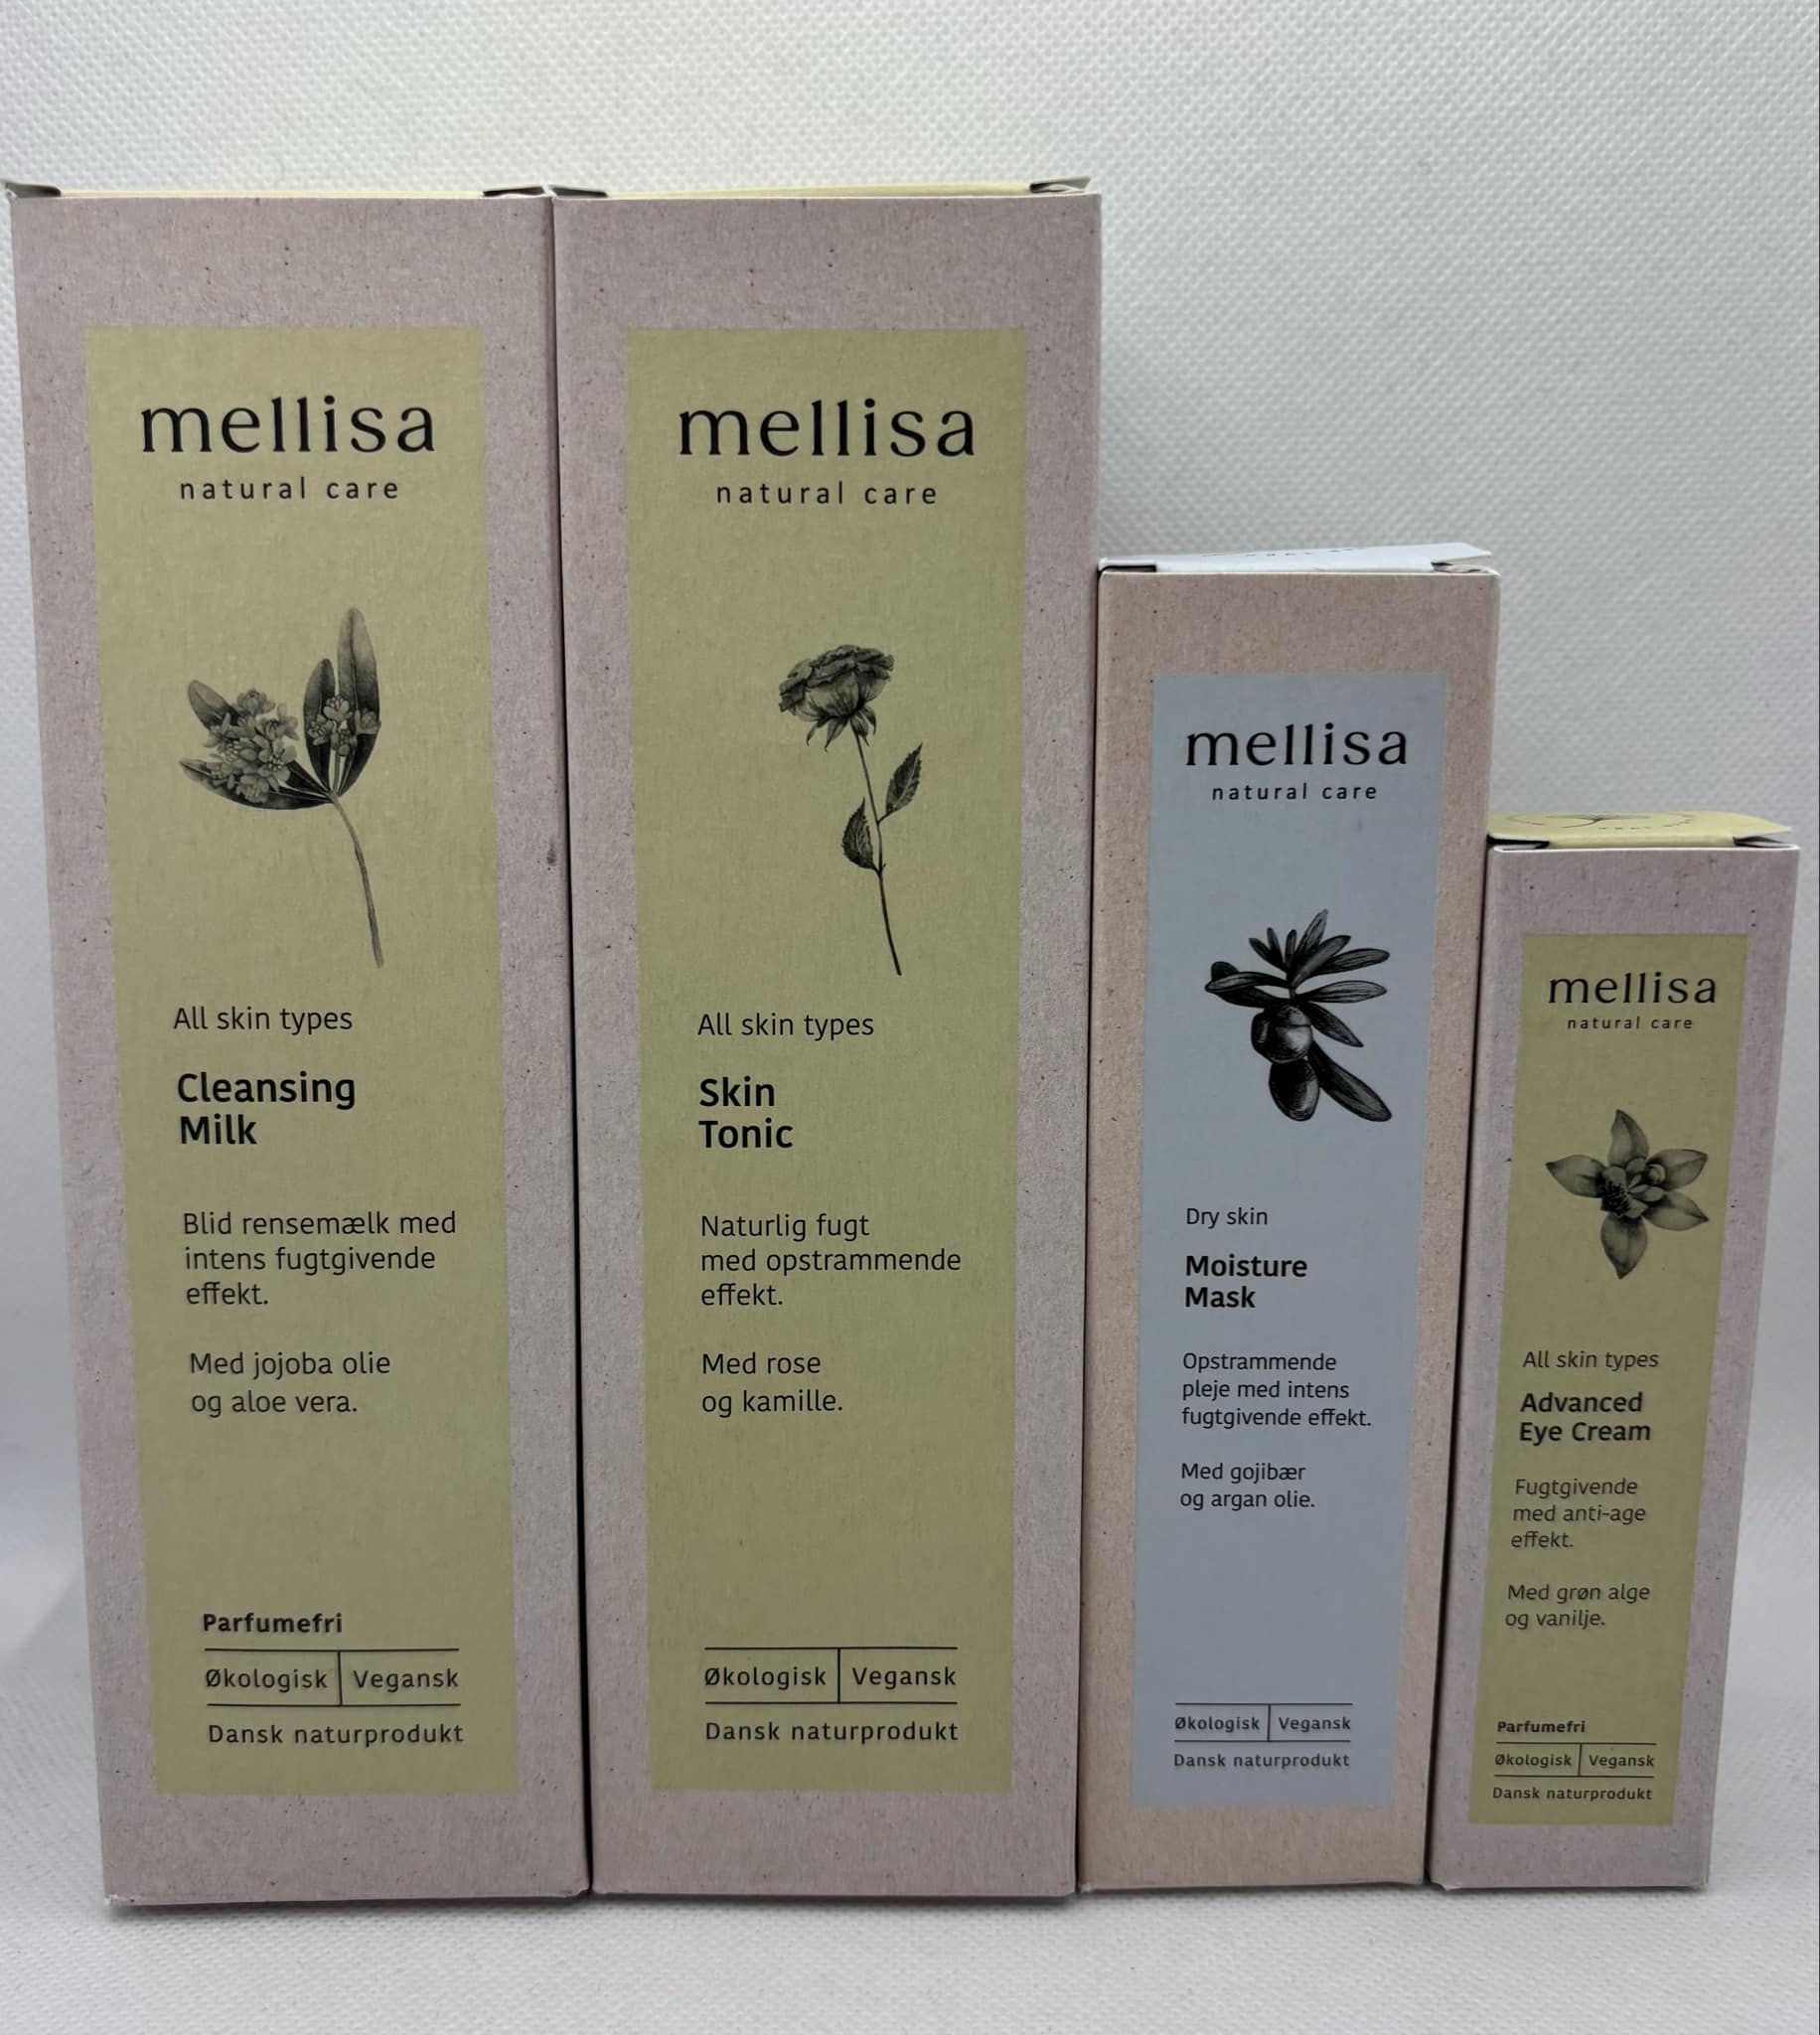 mellisa
natural care
All skin types
Cleansing
Milk
Blid rensemælk med
intens fugtgivende
effekt.
Med jojoba olie
og aloe vera.
Parfumefri
Økologisk Vegansk
Dansk naturprodukt
mellisa
natural care
All skin types
Skin
Tonic
Naturlig fugt
med opstrammende
effekt.
Med rose
og kamille.
Økologisk Vegansk
Dansk naturprodukt
mellisa
natural care
Dry skin
Moisture
Mask
Opstrammende
pleje med intens
fugtgivende effekt.
Med gojibær
og argan olie.
Økologisk Vegansk
Dansk naturprodukt
mellisa
natural care
All skin types
Advanced
Eye Cream
Fugtgivende
med anti-age
effekt.
Med grøn alge
og vanilje.
Parfumefri
Økologisk Vegansk
Dansk naturprodukt